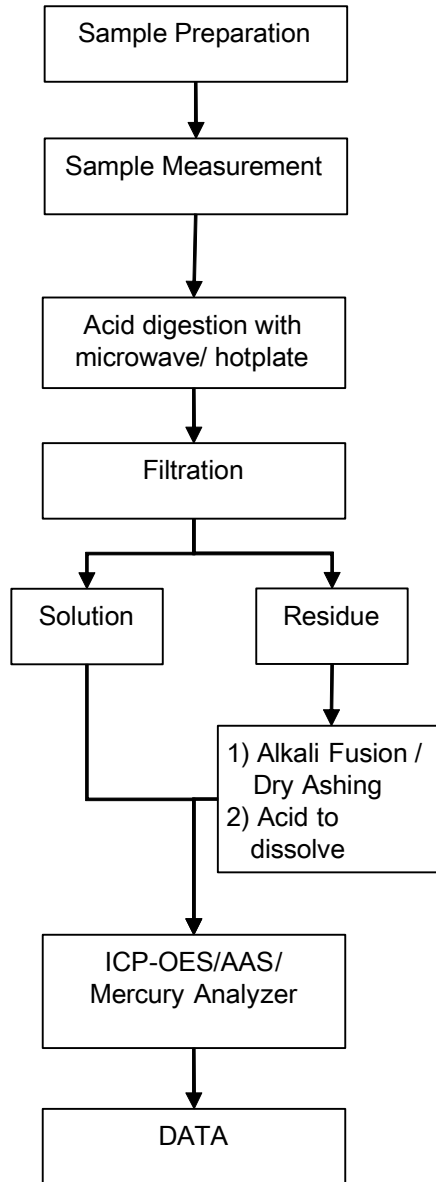 Sample Preparation
Sample Measurement
Acid digestion with
microwave/ hotplate
Filtration
Solution
Residue
1) Alkali Fusion /
Dry Ashing
2) Acid to
dissolve
ICP-OES/AAS/
Mercury Analyzer
DATA